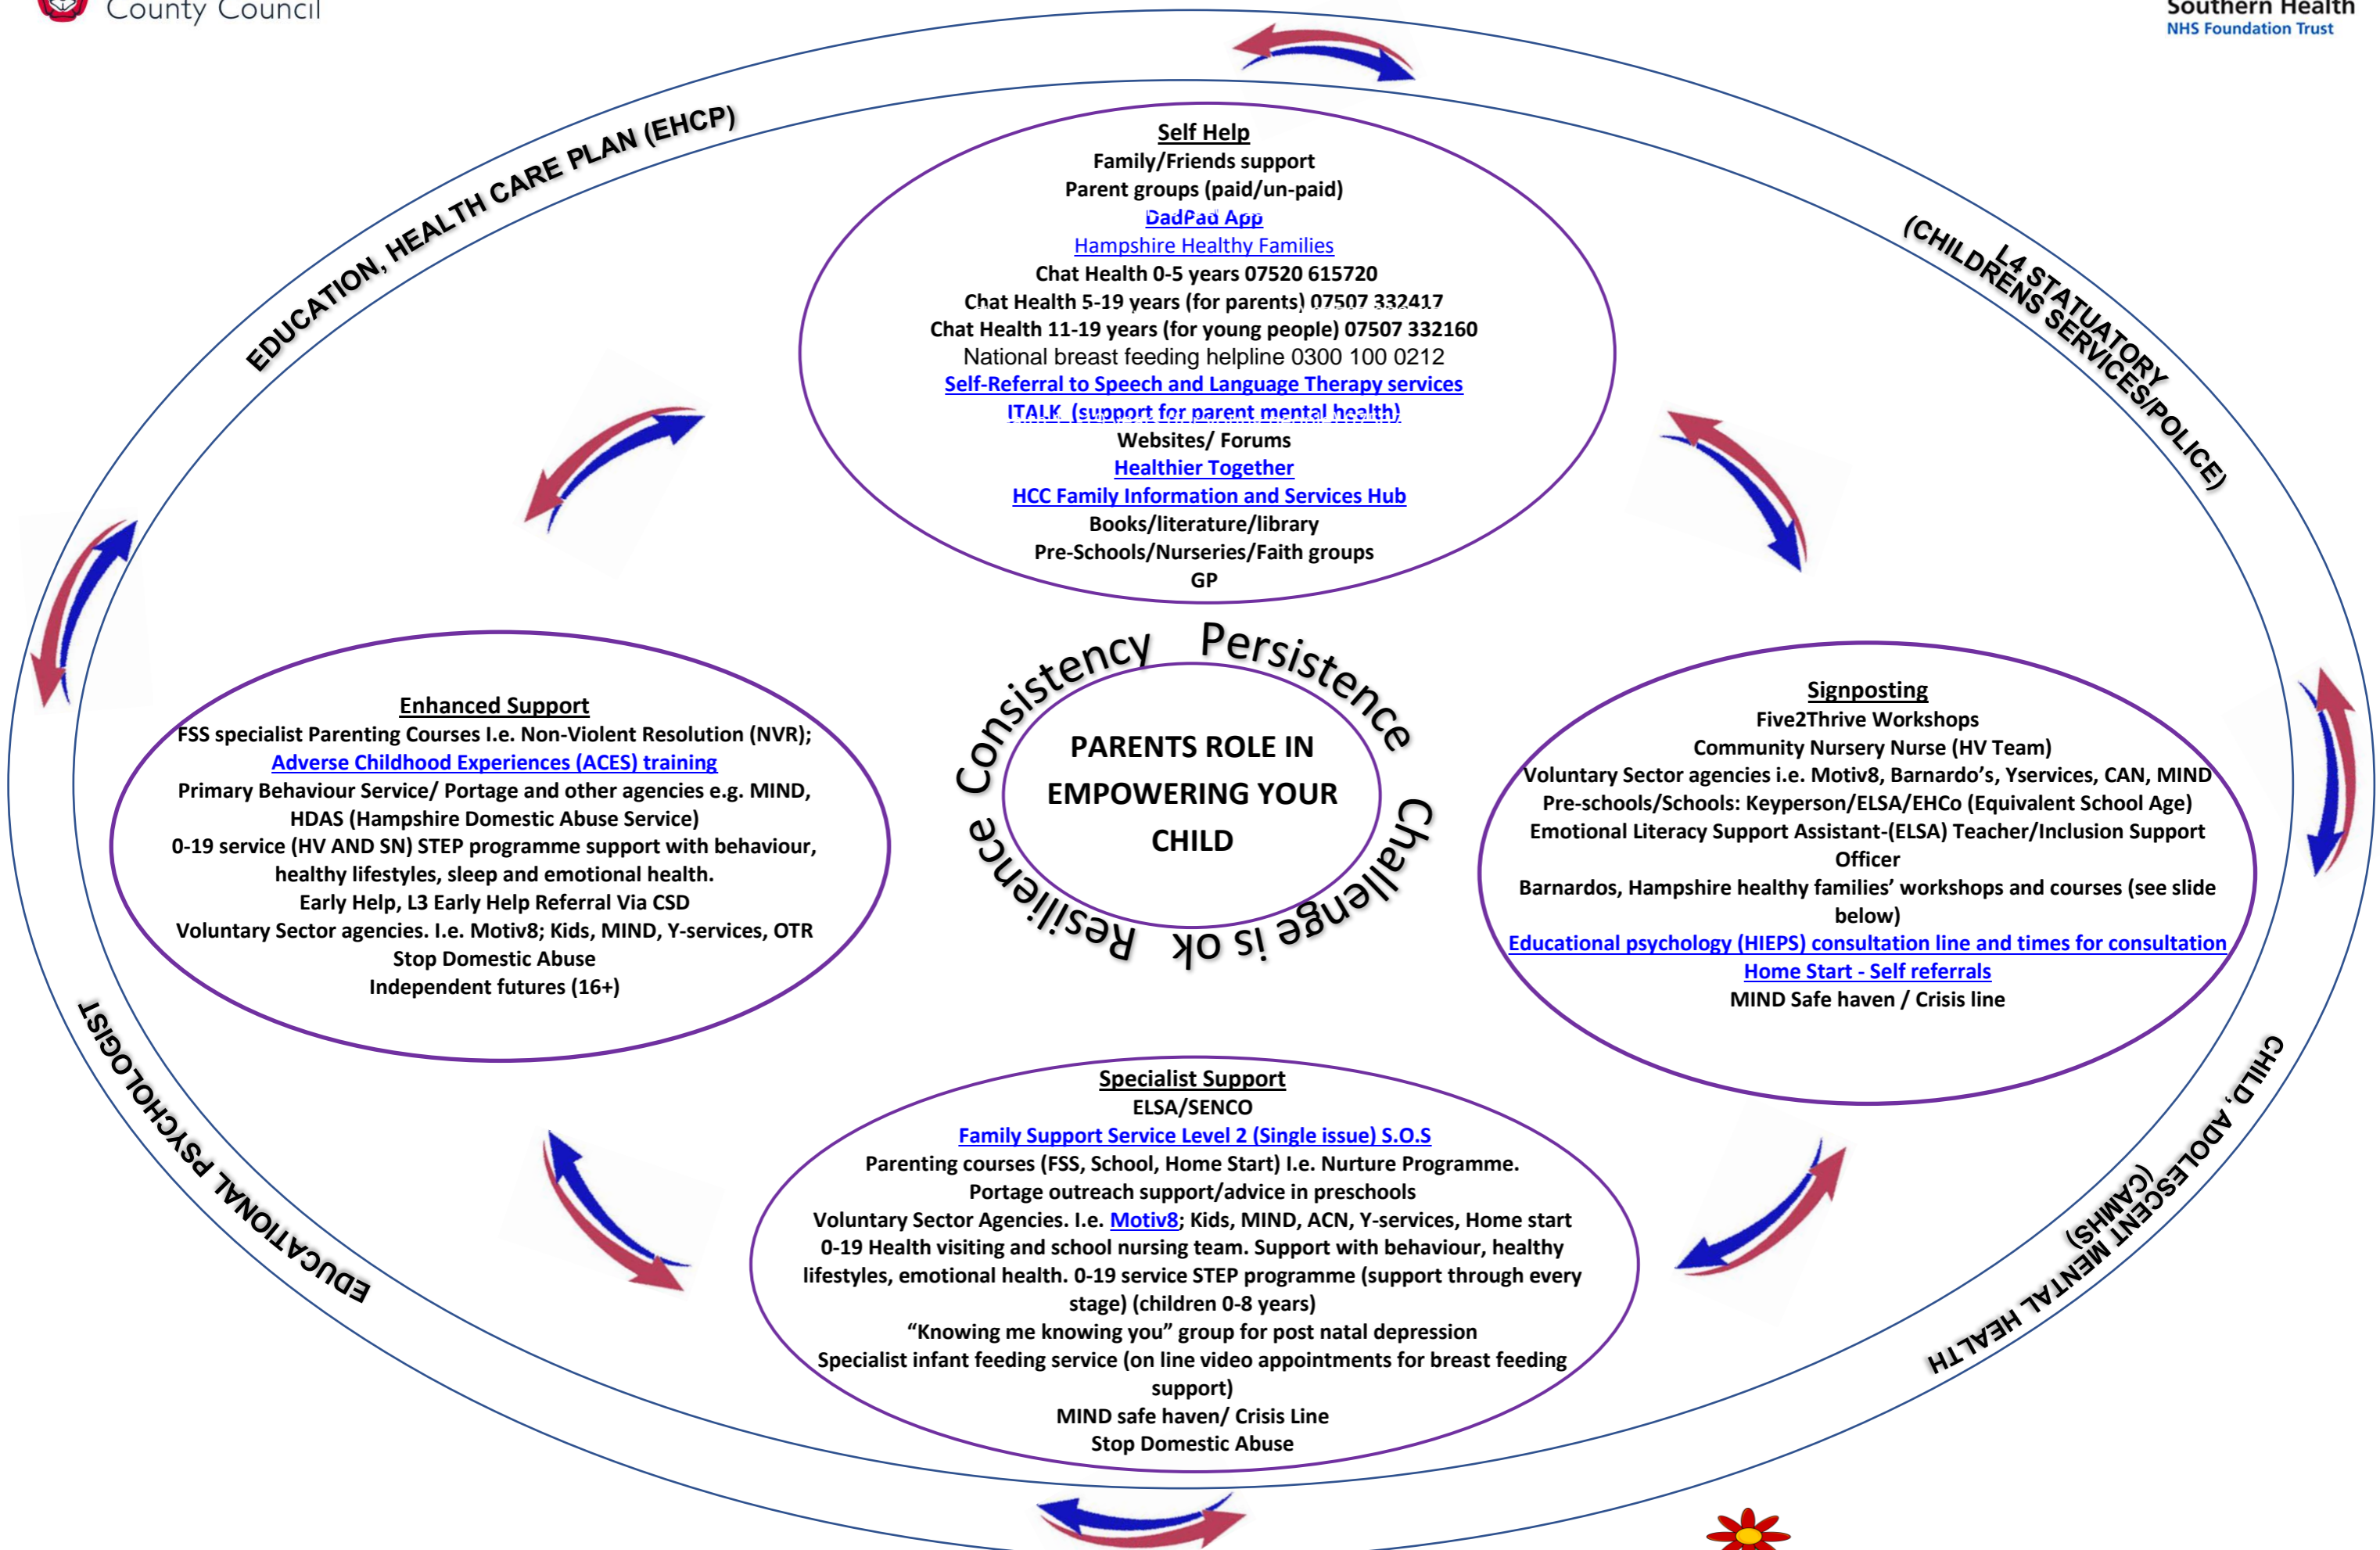 County Council
Southern Health
NHS Foundation Trust
EDUCATION, HEALTH CARE PLAN (EHCP)
L4 STATUATORY
(CHILDRENS SERVICES/POLICE)
Self Help
Family/Friends support
Parent groups (paid/un-paid)
DadPad App
Hampshire Healthy Families
Chat Health 0-5 years 07520 615720
Chat Health 5-19 years (for parents) 07507 332417
Chat Health 11-19 years (for young people) 07507 332160
National breast feeding helpline 0300 100 0212
Self-Referral to Speech and Language Therapy services
ITALK (support for parent mental health)
Websites/ Forums
Healthier Together
HCC Family Information and Services Hub
Books/literature/library
Pre-Schools/Nurseries/Faith groups
GP
Enhanced Support
FSS specialist Parenting Courses I.e. Non-Violent Resolution (NVR);
Adverse Childhood Experiences (ACES) training
Primary Behaviour Service/ Portage and other agencies e.g. MIND,
HDAS (Hampshire Domestic Abuse Service)
0-19 service (HV AND SN) STEP programme support with behaviour,
healthy lifestyles, sleep and emotional health.
Early Help, L3 Early Help Referral Via CSD
Voluntary Sector agencies. I.e. Motiv8; Kids, MIND, Y-services, OTR
Stop Domestic Abuse
Independent futures (16+)
Consistency Persistence Challenge is ok Resilience
PARENTS ROLE IN
EMPOWERING YOUR
CHILD
Signposting
Five2Thrive Workshops
Community Nursery Nurse (HV Team)
Voluntary Sector agencies i.e. Motiv8, Barnardo’s, Yservices, CAN, MIND
Pre-schools/Schools: Keyperson/ELSA/EHCo (Equivalent School Age)
Emotional Literacy Support Assistant-(ELSA) Teacher/Inclusion Support
Officer
Barnardos, Hampshire healthy families’ workshops and courses (see slide
below)
Educational psychology (HIEPS) consultation line and times for consultation
Home Start - Self referrals
MIND Safe haven / Crisis line
Specialist Support
ELSA/SENCO
Family Support Service Level 2 (Single issue) S.O.S
Parenting courses (FSS, School, Home Start) I.e. Nurture Programme.
Portage outreach support/advice in preschools
Voluntary Sector Agencies. I.e. Motiv8; Kids, MIND, ACN, Y-services, Home start
0-19 Health visiting and school nursing team. Support with behaviour, healthy
lifestyles, emotional health. 0-19 service STEP programme (support through every
stage) (children 0-8 years)
“Knowing me knowing you” group for post natal depression
Specialist infant feeding service (on line video appointments for breast feeding
support)
MIND safe haven/ Crisis Line
Stop Domestic Abuse
EDUCATIONAL PSYCHOLOGIST
CHILD, ADOLESCENT MENTAL HEALTH
(CAMHS)